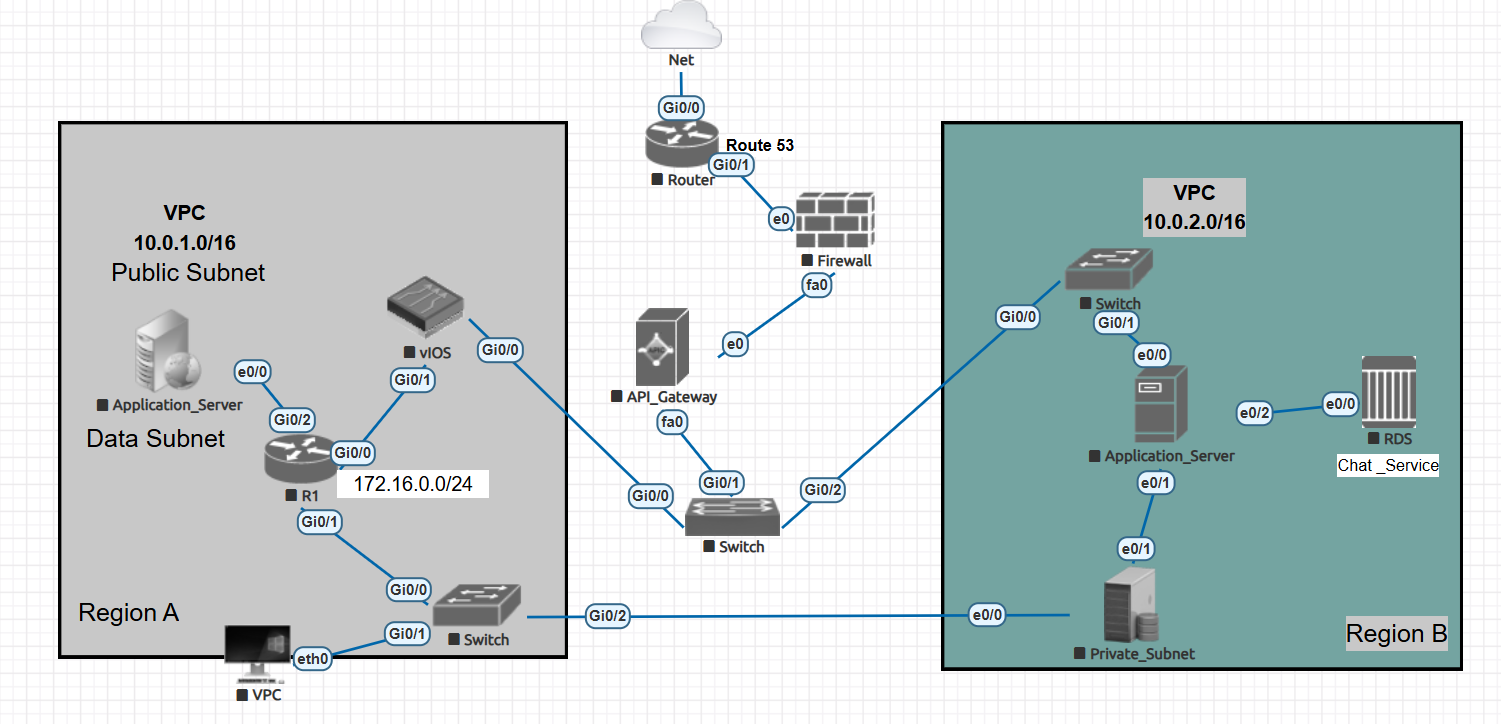 Net
Gi0/0
Route 53
Gi0/1
Router
e0
Firewall
fa0
e0
APIC
API_Gateway
fa0
Gi0/1
Gi0/0
Gi0/2
Switch
VPC
10.0.1.0/16
Public Subnet
vIOS
Gi0/0
Gi0/1
e0/0
Application_Server
Data Subnet
Gi0/2
Gi0/0
172.16.0.0/24
R1
Gi0/1
Gi0/0
Region A
Gi0/1
Switch
Gi0/2
eth0
VPC
VPC
10.0.2.0/16
Switch
Gi0/0
Gi0/1
e0/0
Application_Server
e0/2
e0/0
RDS
Chat _Service
e0/1
e0/1
e0/0
Private_Subnet
Region B